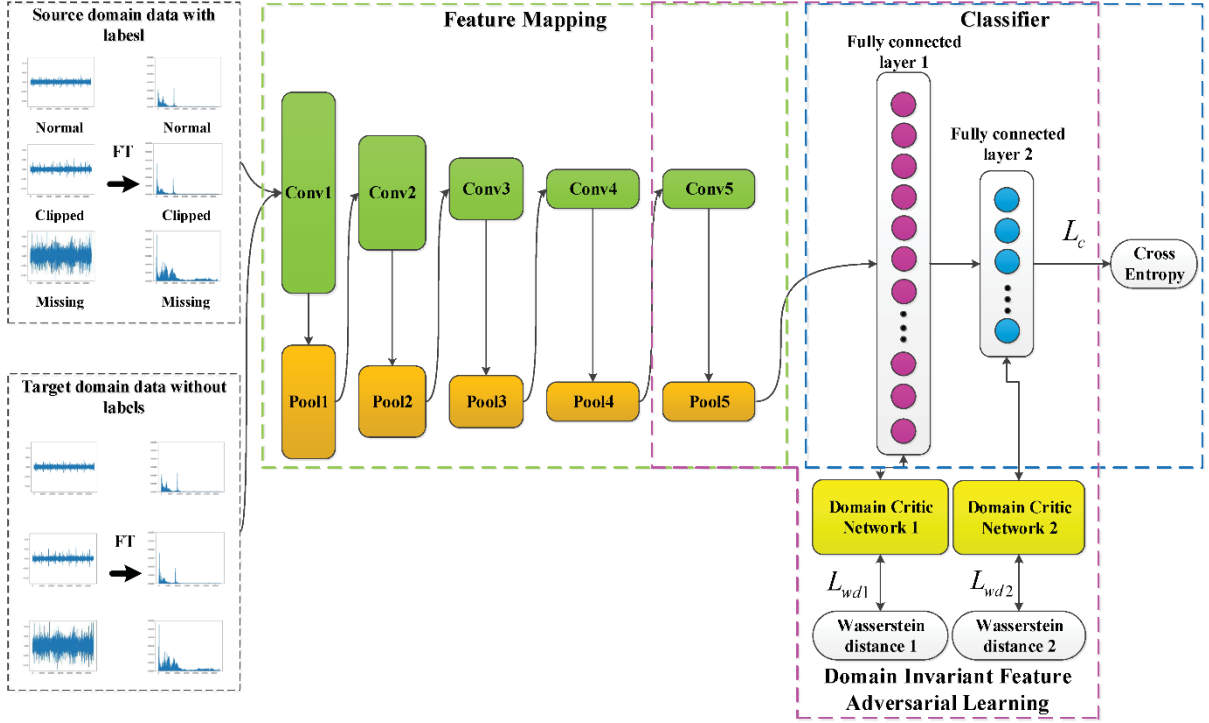 Source domain data with
labesl
Normal
Normal
FT
Clipped
Clipped
Missing
Missing
Target domain data without
labels
FT
Feature Mapping
Conv1
Conv2
Conv3
Conv4
Conv5
Pool1
Pool2
Pool3
Pool4
Pool5
Classifier
Fully connected
layer 1
Fully connected
layer 2
L_c
Cross
Entropy
Domain Critic
Network 1
Domain Critic
Network 2
L_wd1
L_wd2
Wasserstein
distance 1
Wasserstein
distance 2
Domain Invariant Feature
Adversarial Learning